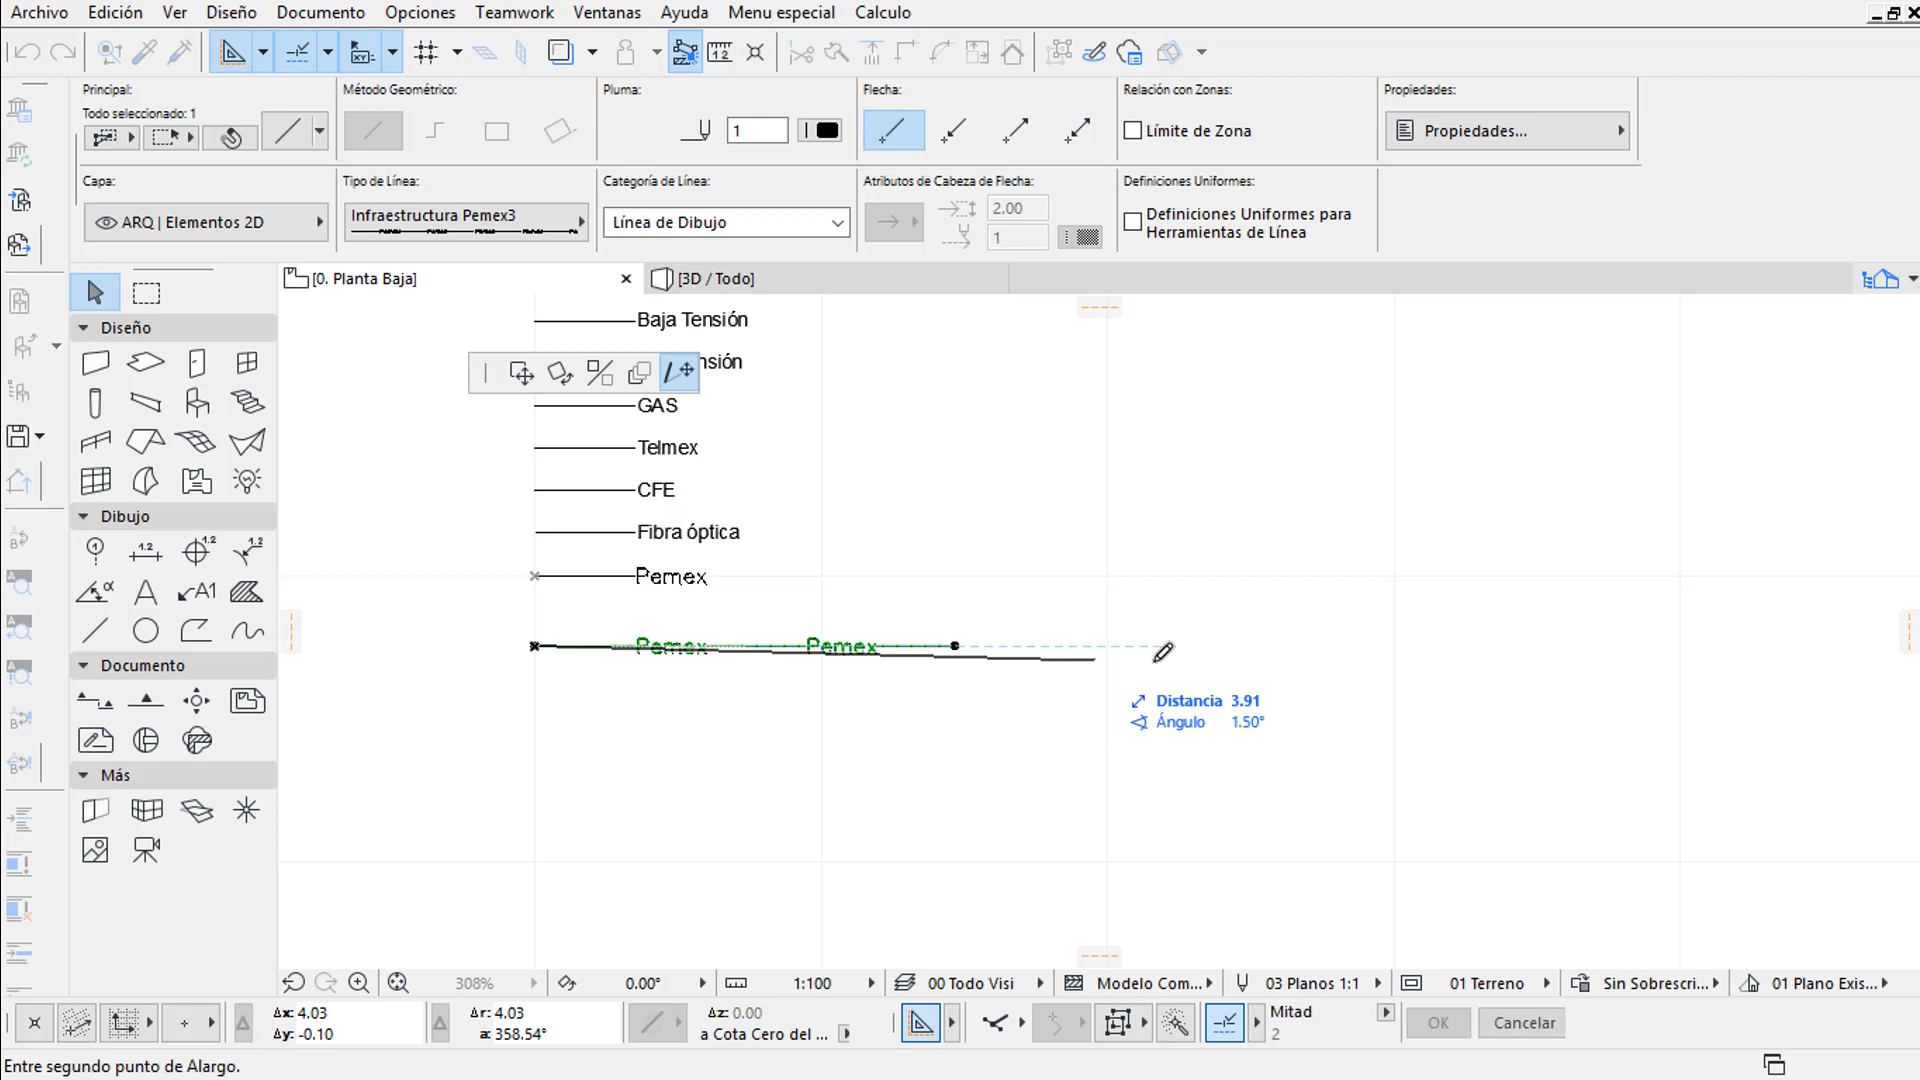 Archivo Edición Ver Diseño Documento Opciones Teamwork Ventanas Ayuda Menu especial Calculo
Principal: Método Geométrico: Pluma: Flecha: Relación con Zonas: Propiedades:
Todo seleccionado: 1
1 Límite de Zona Propiedades...
Capa: Tipo de Línea: Categoría de Línea: Atributos de Cabeza de Flecha: Definiciones Uniformes:
ARQ | Elementos 2D Infraestructura Pemex3 Línea de Dibujo 2.00 Definiciones Uniformes para
1 Herramientas de Línea
[0. Planta Baja] [3D / Todo]
Diseño
Baja Tensión
nsión
GAS
Telmex
CFE
Dibujo
Fibra óptica
Pemex
Pemex Pemex
Documento
Distancia 3.91
Ángulo 1.50°
Más
308% 0.00° 1:100 00 Todo Visi Modelo Com... 03 Planos 1:1 01 Terreno Sin Sobrescri... 01 Plano Exis...
Δx: 4.03 Δr: 4.03 Δz: 0.00 Mitad
Δy: -0.10 a: 358.54° a Cota Cero del ... 2
OK Cancelar
Entre segundo punto de Alargo.